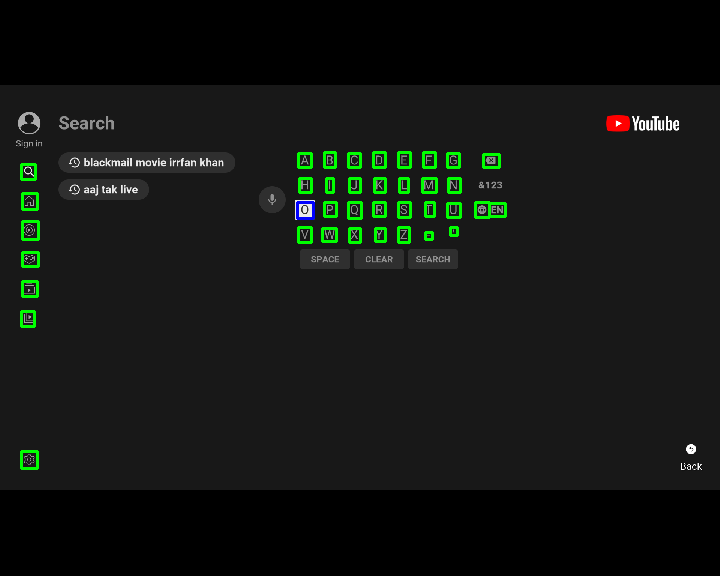 Search
YouTube
Sign in
blackmail movie irrfan khan
aaj tak live
A B C D E F G
H I J K L M N &123
O P Q R S T U EN
V W X Y Z
SPACE CLEAR SEARCH
Back